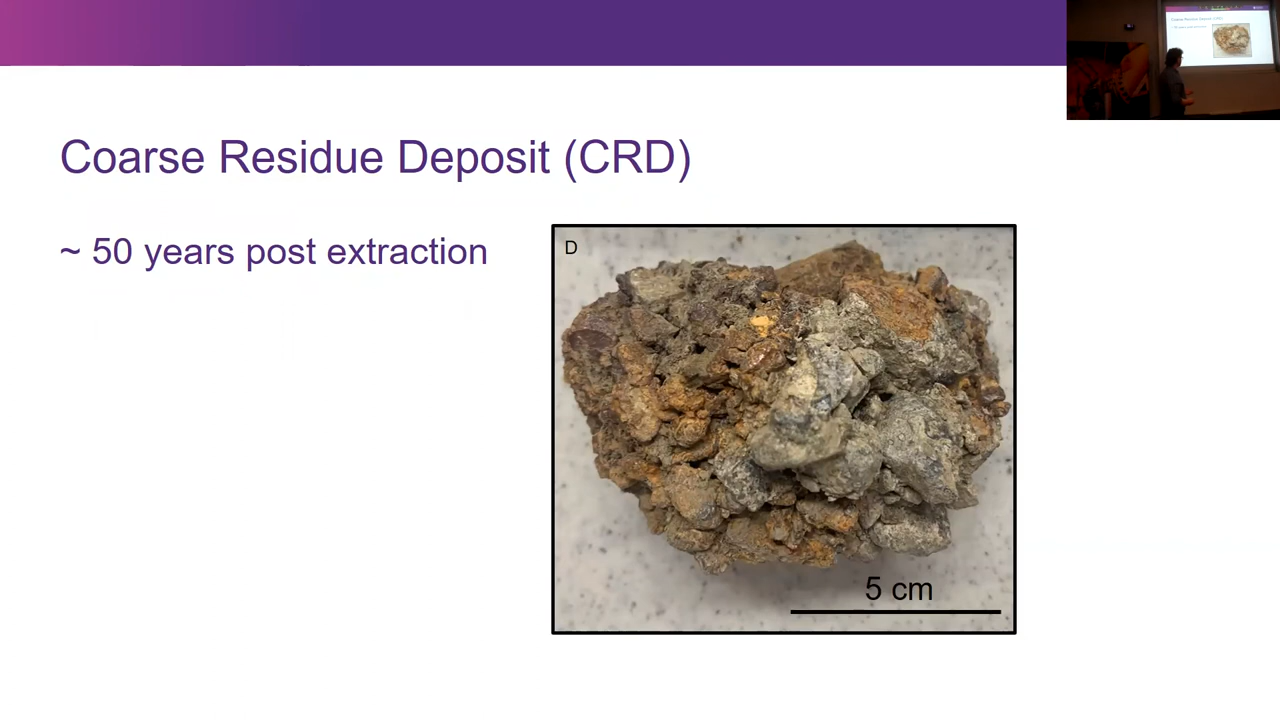 Coarse Residue Deposit (CRD)
~ 50 years post extraction
D
5 cm